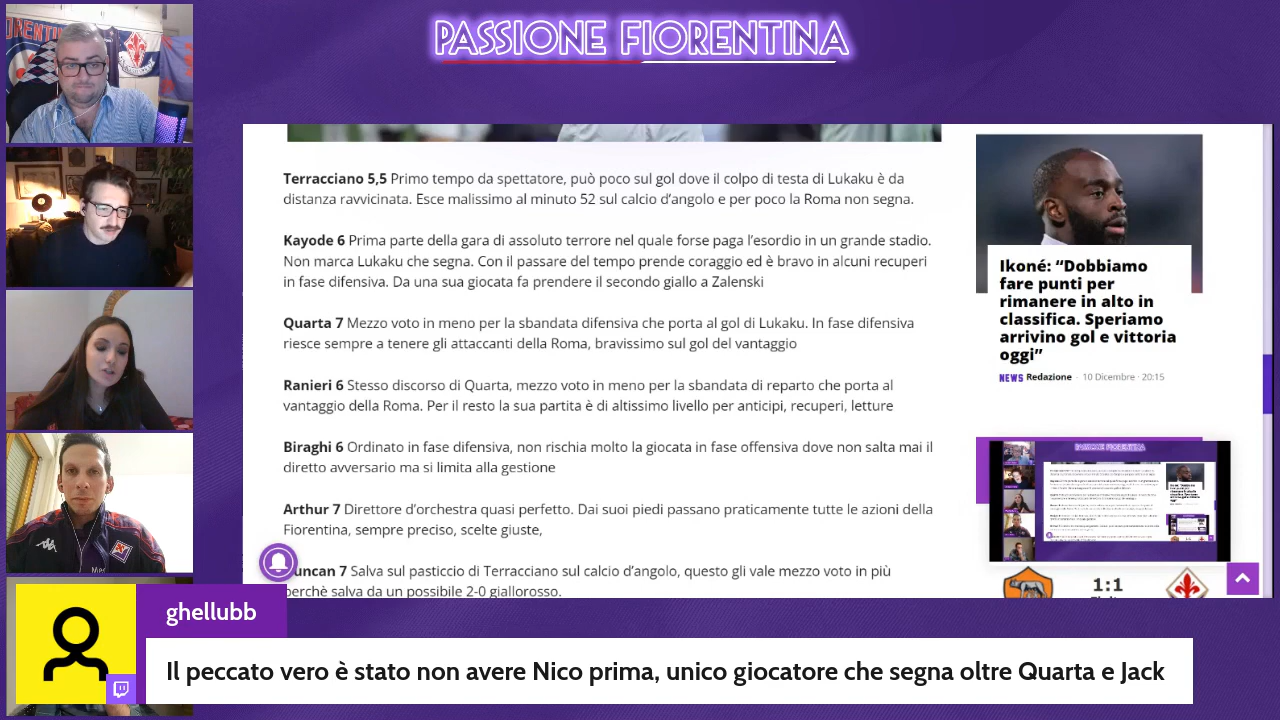 PASSIONE FIORENTINA
Terracciano 5,5 Primo tempo da spettatore, può poco sul gol dove il colpo di testa di Lukaku è da
distanza ravvicinata. Esce malissimo al minuto 52 sul calcio d'angolo e per poco la Roma non segna.
Kayode 6 Prima parte della gara di assoluto terrore nel quale forse paga l'esordio in un grande stadio.
Non marca Lukaku che segna. Con il passare del tempo prende coraggio ed è bravo in alcuni recuperi
in fase difensiva. Da una sua giocata fa prendere il secondo giallo a Zalenski
Quarta 7 Mezzo voto in meno per la sbandata difensiva che porta al gol di Lukaku. In fase difensiva
riesce sempre a tenere gli attaccanti della Roma, bravissimo sul gol del vantaggio
Ranieri 6 Stesso discorso di Quarta, mezzo voto in meno per la sbandata di reparto che porta al
vantaggio della Roma. Per il resto la sua partita è di altissimo livello per anticipi, recuperi, letture
Biraghi 6 Ordinato in fase difensiva, non rischia molto la giocata in fase offensiva dove non salta mai il
diretto avversario ma si limita alla gestione
Arthur 7 Direttore d'orchestra quasi perfetto. Dai suoi piedi passano praticamente tutte le azioni della
Fiorentina, sempre preciso, scelte giuste,
uncan 7 Salva sul pasticcio di Terracciano sul calcio d'angolo, questo gli vale mezzo voto in più
perchè salva da un possibile 2-0 giallorosso.
Ikoné: “Dobbiamo
fare punti per
rimanere in alto in
classifica. Speriamo
arrivino gol e vittoria
oggi”
NEWS Redazione - 10 Dicembre · 20:15
1:1
ghellubb
Il peccato vero è stato non avere Nico prima, unico giocatore che segna oltre Quarta e Jack